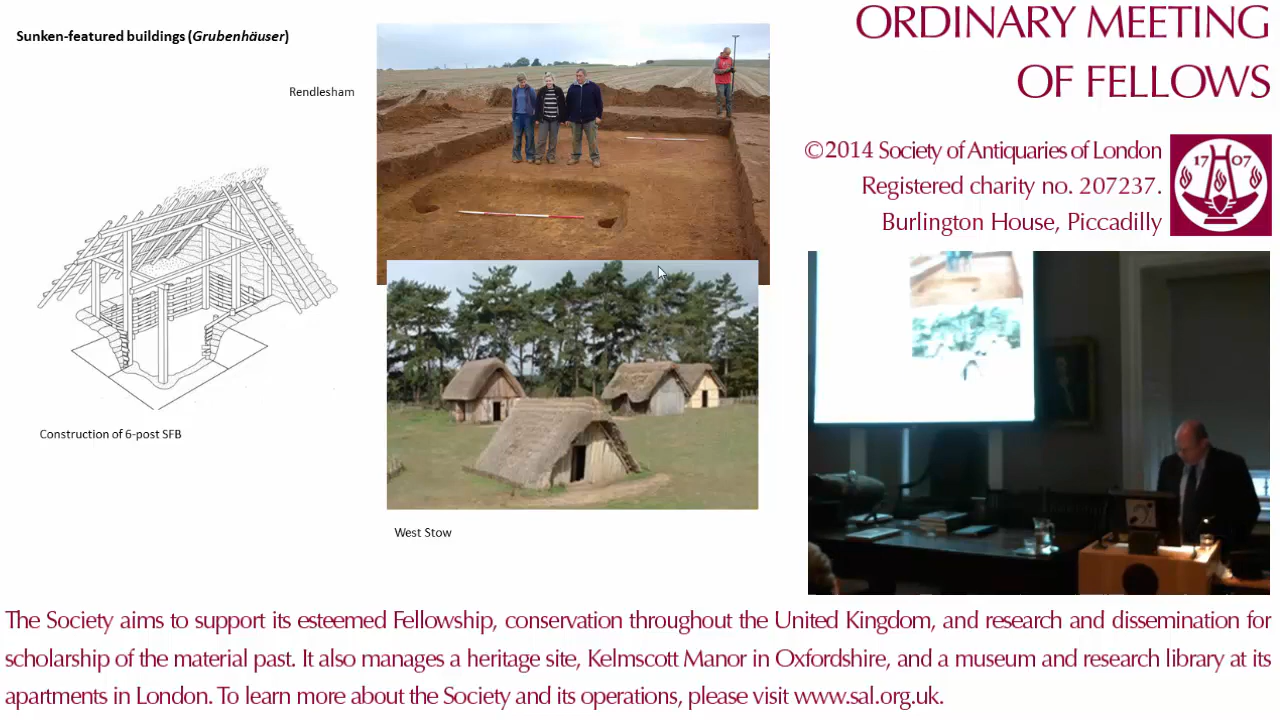 Sunken-featured buildings (Grubenhäuser)
Rendlesham
Construction of 6-post SFB
West Stow
ORDINARY MEETING
OF FELLOWS
©2014 Society of Antiquaries of London
Registered charity no. 207237.
Burlington House, Piccadilly
17 07
The Society aims to support its esteemed Fellowship, conservation throughout the United Kingdom, and research and dissemination for
scholarship of the material past. It also manages a heritage site, Kelmscott Manor in Oxfordshire, and a museum and research library at its
apartments in London. To learn more about the Society and its operations, please visit www.sal.org.uk.